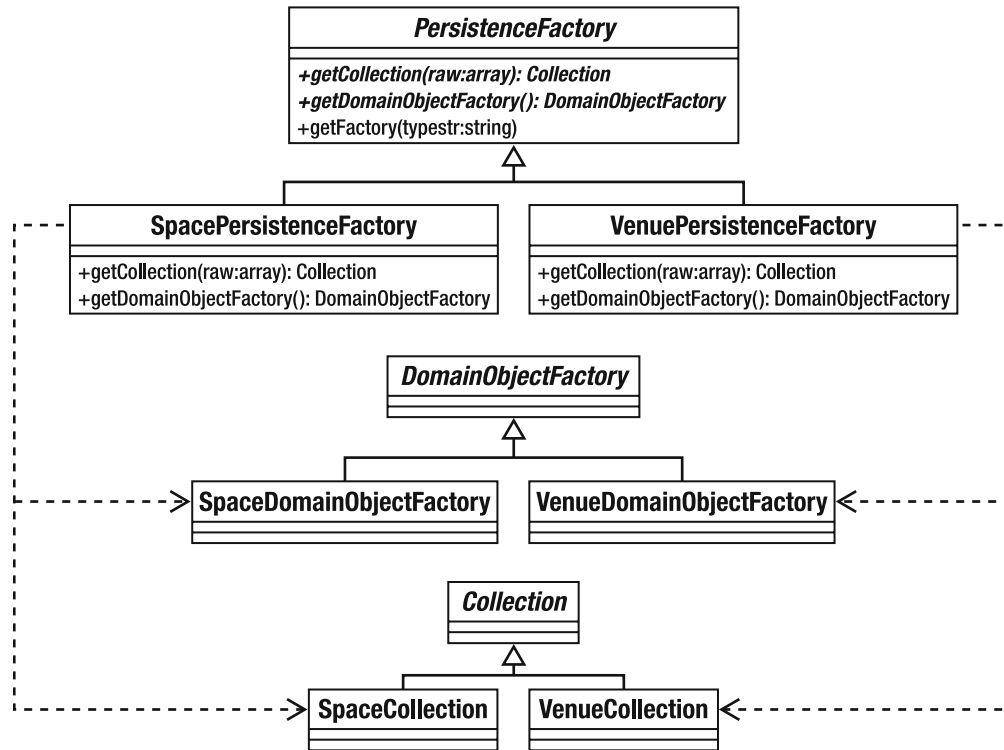 PersistenceFactory
+getCollection(raw:array): Collection
+getDomainObjectFactory(): DomainObjectFactory
+getFactory(typestr:string)
SpacePersistenceFactory
+getCollection(raw:array): Collection
+getDomainObjectFactory(): DomainObjectFactory
VenuePersistenceFactory
+getCollection(raw:array): Collection
+getDomainObjectFactory(): DomainObjectFactory
DomainObjectFactory
SpaceDomainObjectFactory
VenueDomainObjectFactory
Collection
SpaceCollection
VenueCollection